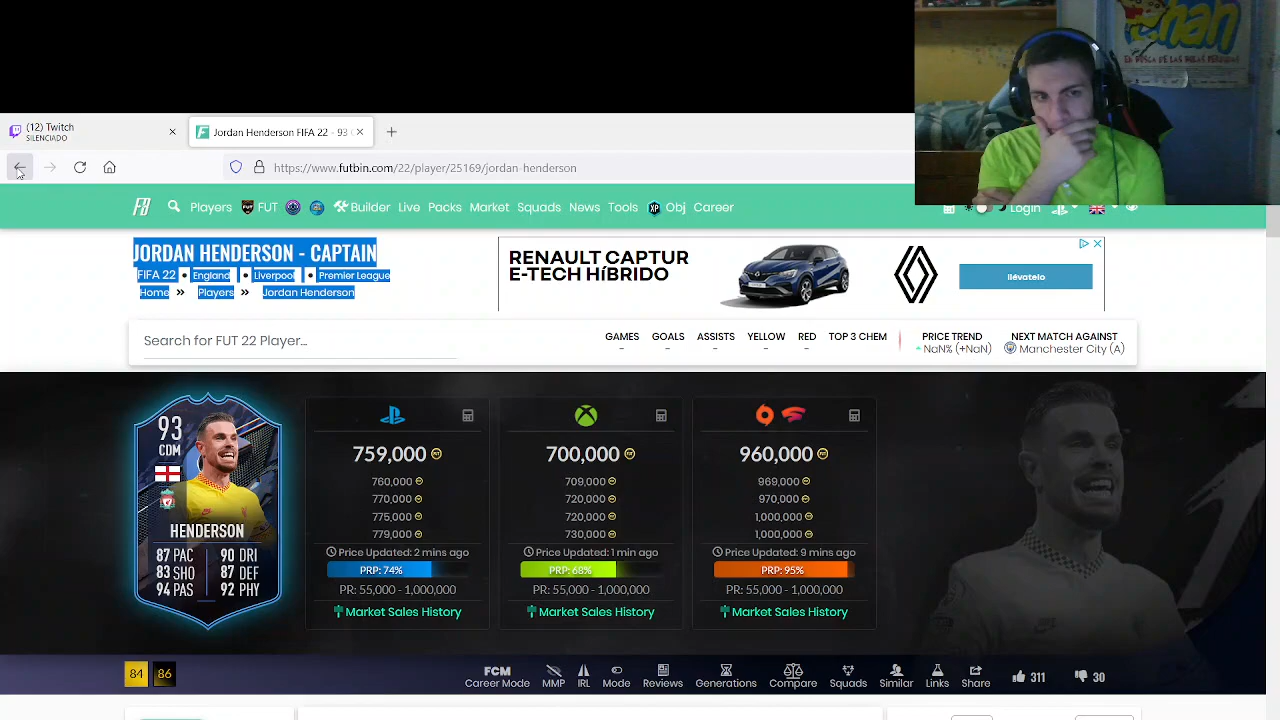 han
EN BUSCA DE LAS BOLAS PERDIDAS
(12) Twitch
SILENCIADO
Jordan Henderson FIFA 22 - 93 C
https://www.futbin.com/22/player/25169/jordan-henderson
Players FUT Builder Live Packs Market Squads News Tools XP Obj Career Login
JORDAN HENDERSON - CAPTAIN
FIFA 22 • England • Liverpool • Premier League
Home » Players » Jordan Henderson
RENAULT CAPTUR
E-TECH HÍBRIDO
llévatelo
Search for FUT 22 Player...
GAMES GOALS ASSISTS YELLOW RED TOP 3 CHEM PRICE TREND NEXT MATCH AGAINST
- - - - - NaN% (+NaN) Manchester City (A)
93
CDM
HENDERSON
87 PAC 90 DRI
83 SHO 87 DEF
94 PAS 92 PHY
759,000
760,000
770,000
775,000
779,000
Price Updated: 2 mins ago
PRP: 74%
PR: 55,000 - 1,000,000
Market Sales History
700,000
709,000
720,000
720,000
730,000
Price Updated: 1 min ago
PRP: 68%
PR: 55,000 - 1,000,000
Market Sales History
960,000
969,000
970,000
1,000,000
1,000,000
Price Updated: 9 mins ago
PRP: 95%
PR: 55,000 - 1,000,000
Market Sales History
84 86
FCM
Career Mode MMP IRL Mode Reviews Generations Compare Squads Similar Links Share 311 30